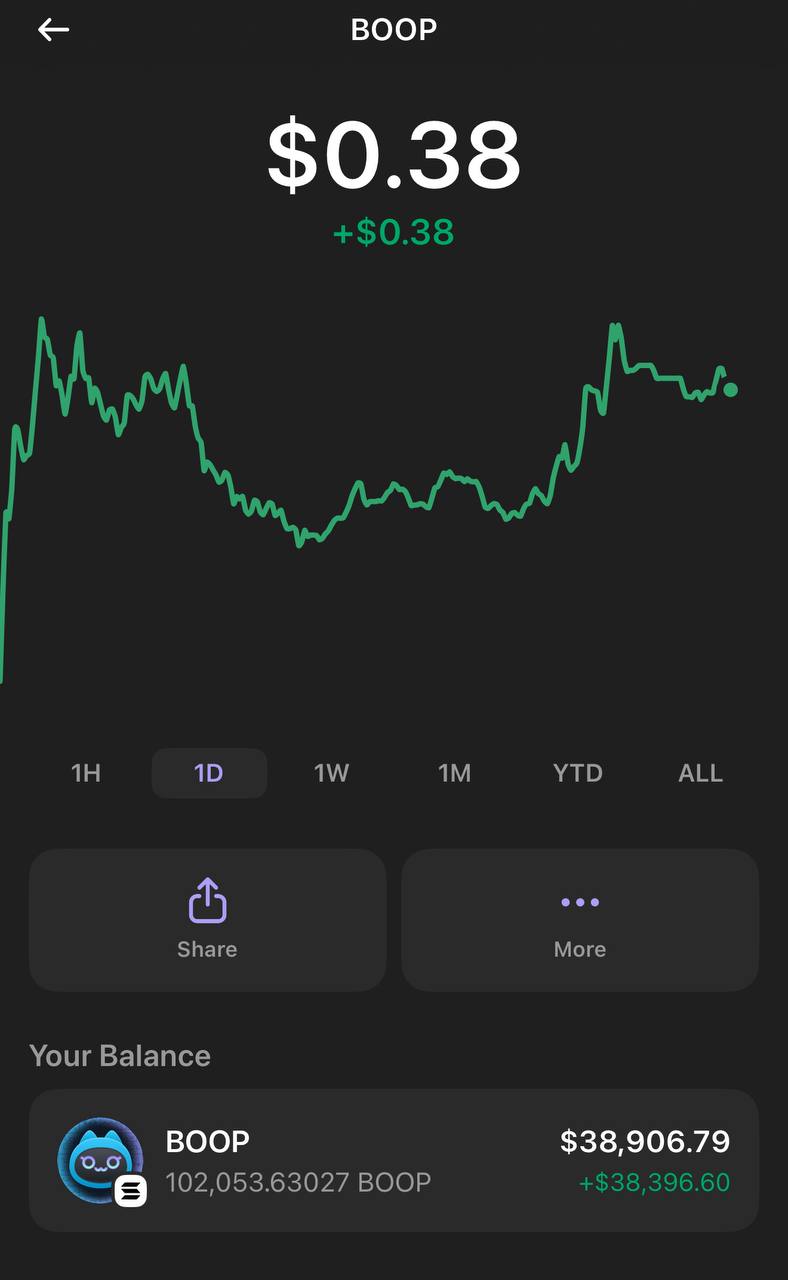 BOOP
$0.38
+$0.38
1H 1D 1W 1M YTD ALL
Share More
Your Balance
BOOP $38,906.79
102,053.63027 BOOP +$38,396.60